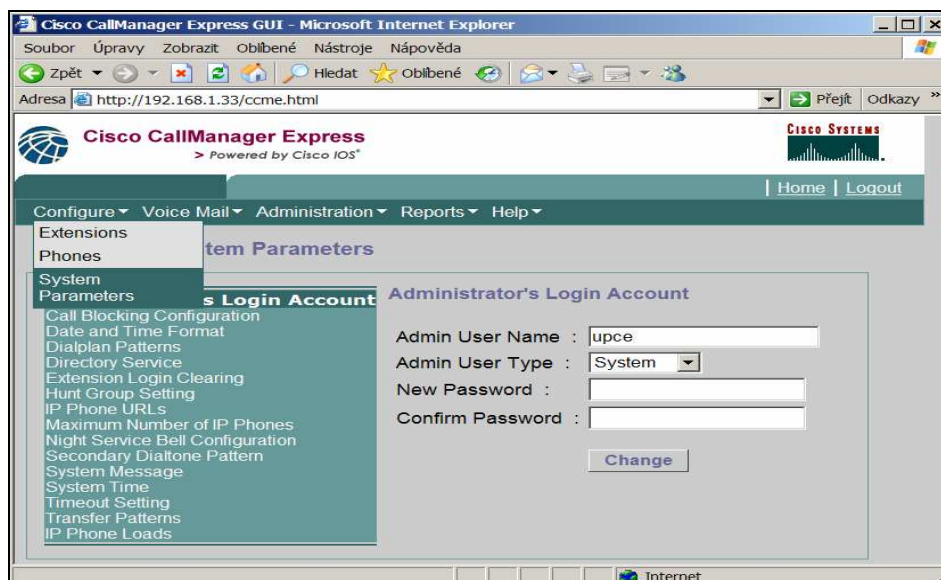 Cisco CallManager Express GUI - Microsoft Internet Explorer
Soubor Úpravy Zobrazit Oblíbené Nástroje Nápověda
Zpět Hledat Oblíbené
Adresa http://192.168.1.33/ccme.html Přejít Odkazy »
Cisco CallManager Express
> Powered by Cisco IOS®
CISCO SYSTEMS
| Home | Logout
Configure Voice Mail Administration Reports Help
Extensions
Phones
System
Parameters
tem Parameters
s Login Account
Call Blocking Configuration
Date and Time Format
Dialplan Patterns
Directory Service
Extension Login Clearing
Hunt Group Setting
IP Phone URLs
Maximum Number of IP Phones
Night Service Bell Configuration
Secondary Dialtone Pattern
System Message
System Time
Timeout Setting
Transfer Patterns
IP Phone Loads
Administrator's Login Account
Admin User Name : upce
Admin User Type : System
New Password :
Confirm Password :
Change
Internet